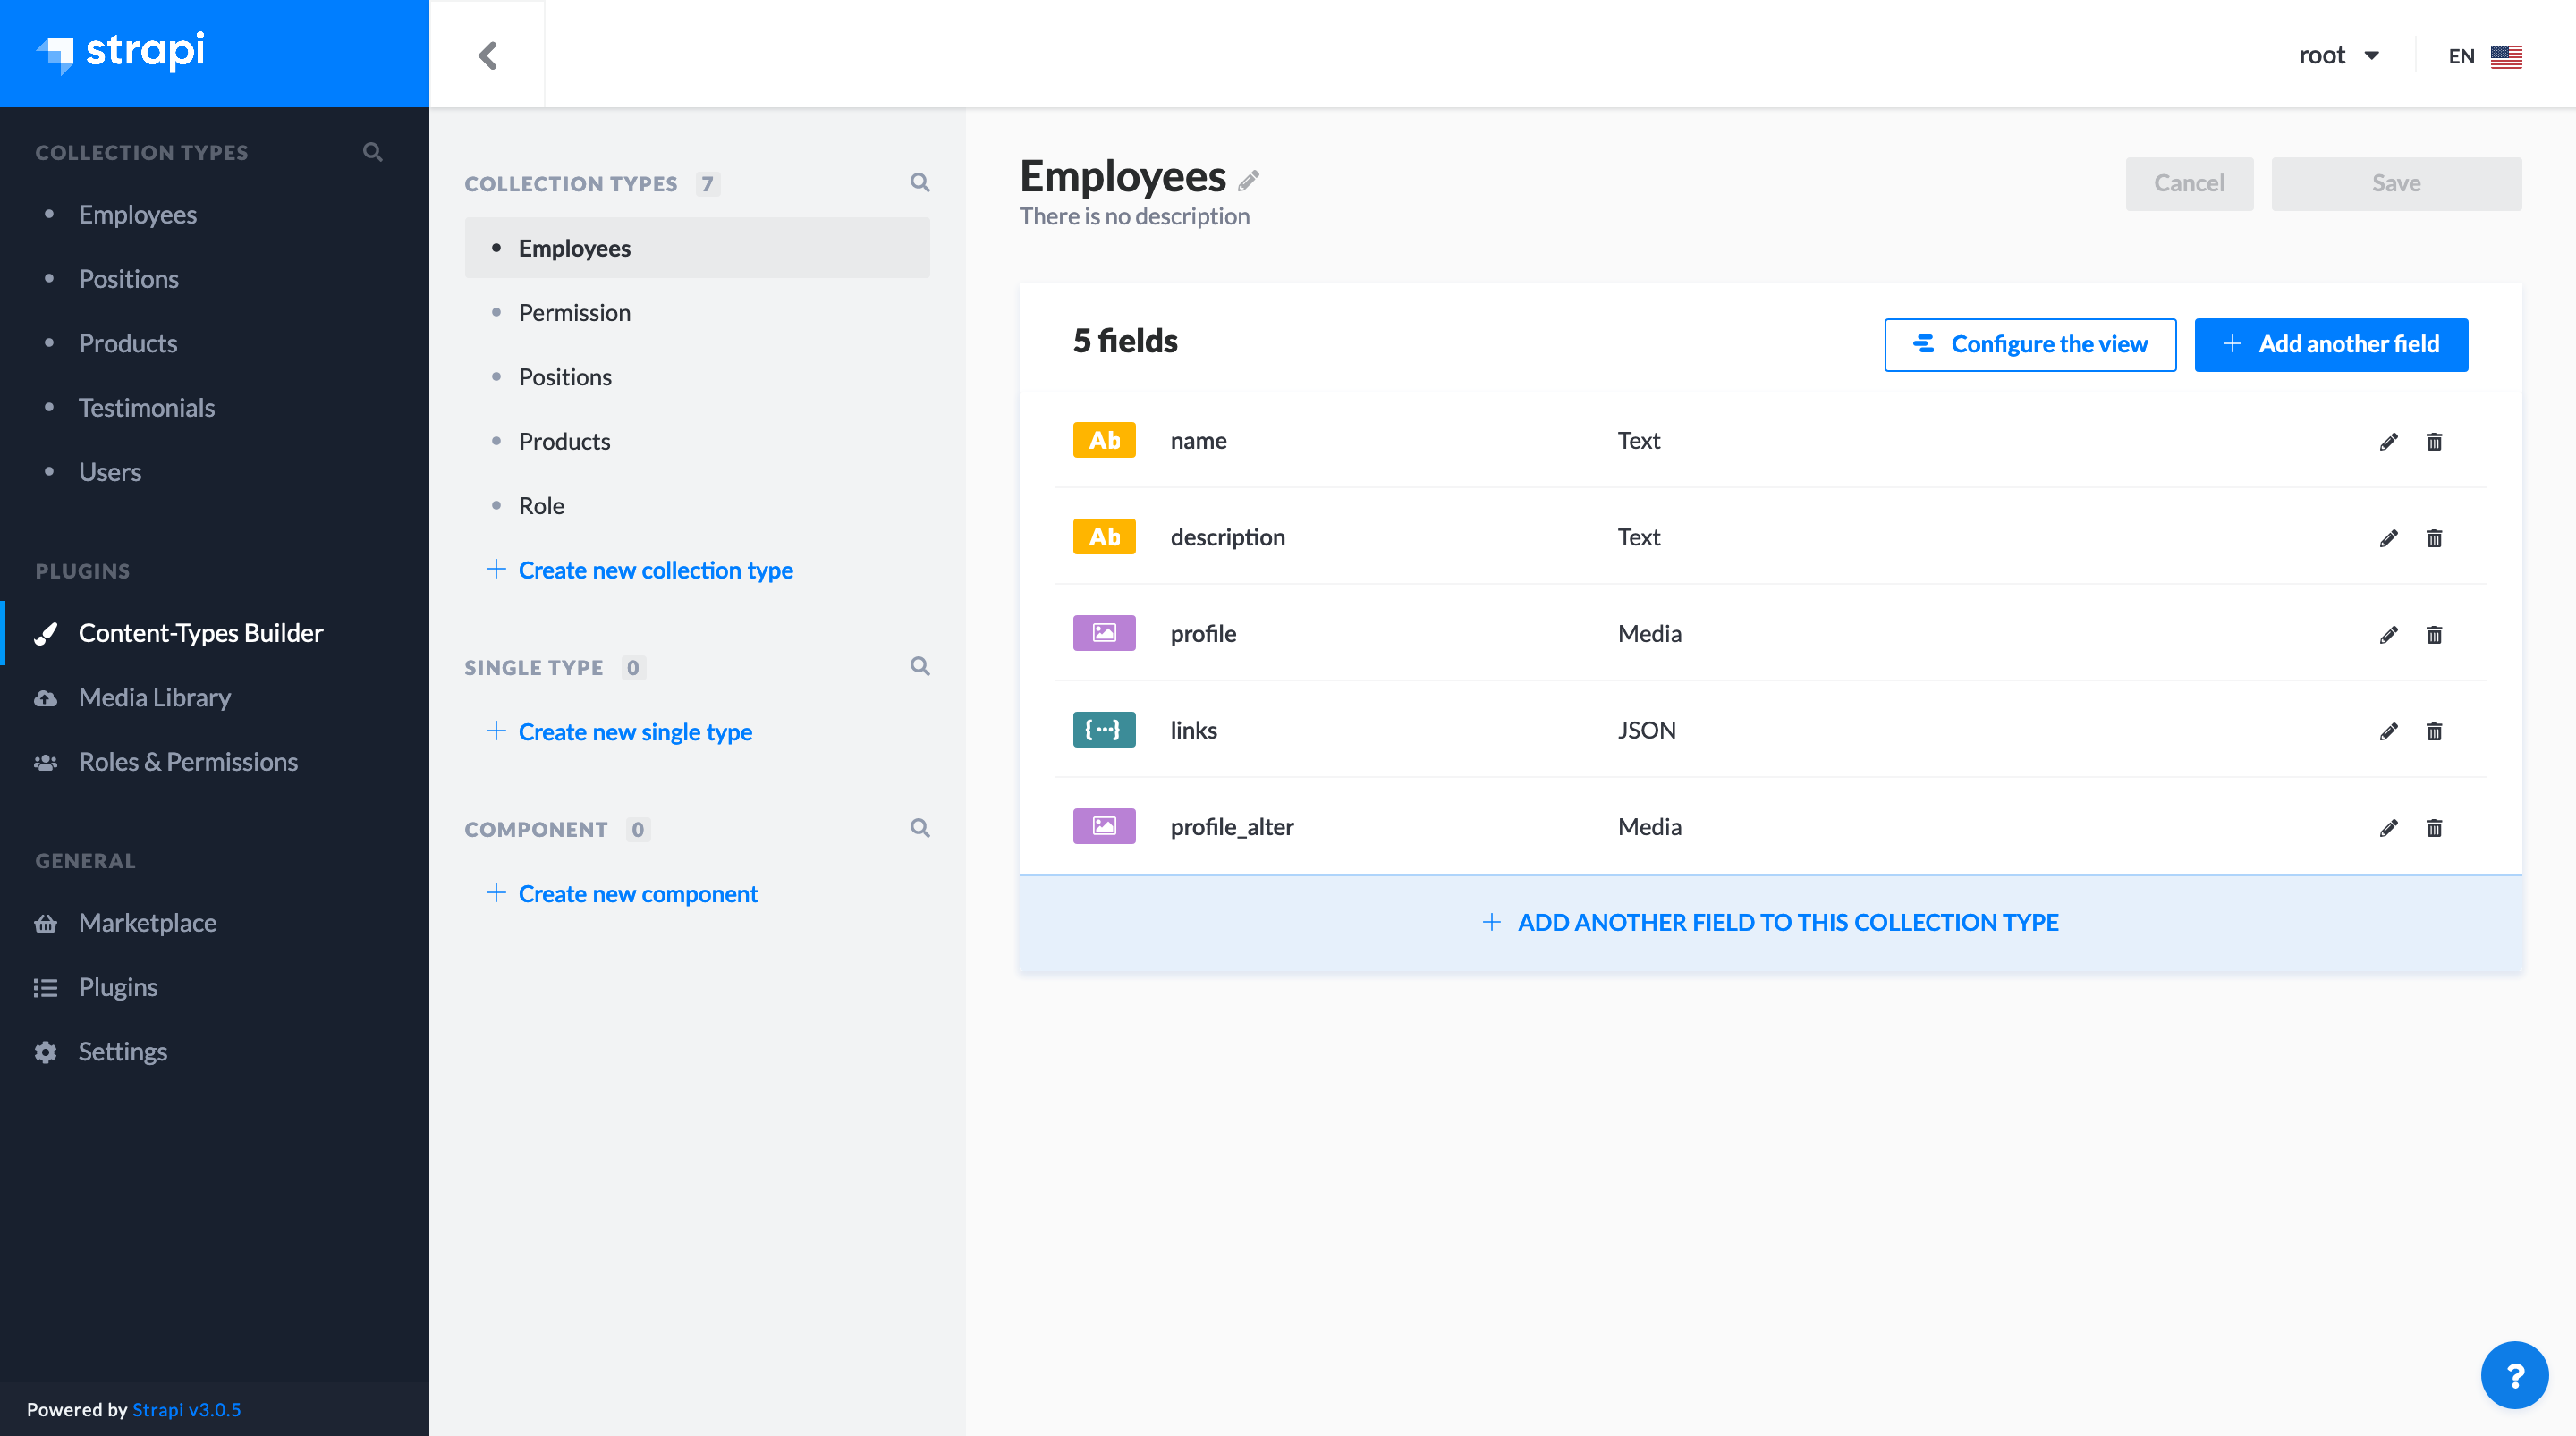 strapi
root
EN
COLLECTION TYPES
Employees
Positions
Products
Testimonials
Users
PLUGINS
Content-Types Builder
Media Library
Roles & Permissions
GENERAL
Marketplace
Plugins
Settings
Powered by Strapi v3.0.5
COLLECTION TYPES 7
Employees
Permission
Positions
Products
Role
Create new collection type
SINGLE TYPE 0
Create new single type
COMPONENT 0
Create new component
Employees
There is no description
Cancel
Save
5 fields
Configure the view
Add another field
Ab name Text
Ab description Text
profile Media
{...} links JSON
profile_alter Media
ADD ANOTHER FIELD TO THIS COLLECTION TYPE
?